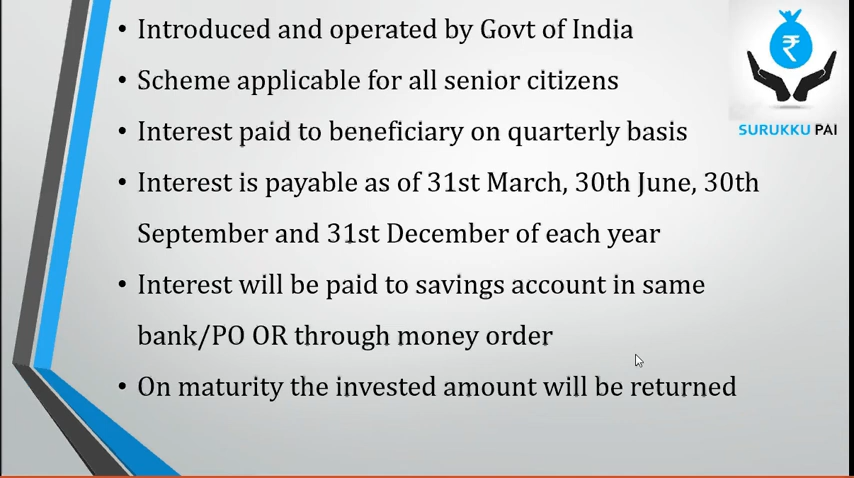 • Introduced and operated by Govt of India
• Scheme applicable for all senior citizens
• Interest paid to beneficiary on quarterly basis
• Interest is payable as of 31st March, 30th June, 30th
September and 31st December of each year
• Interest will be paid to savings account in same
bank/PO OR through money order
• On maturity the invested amount will be returned
₹
SURUKKU PAI